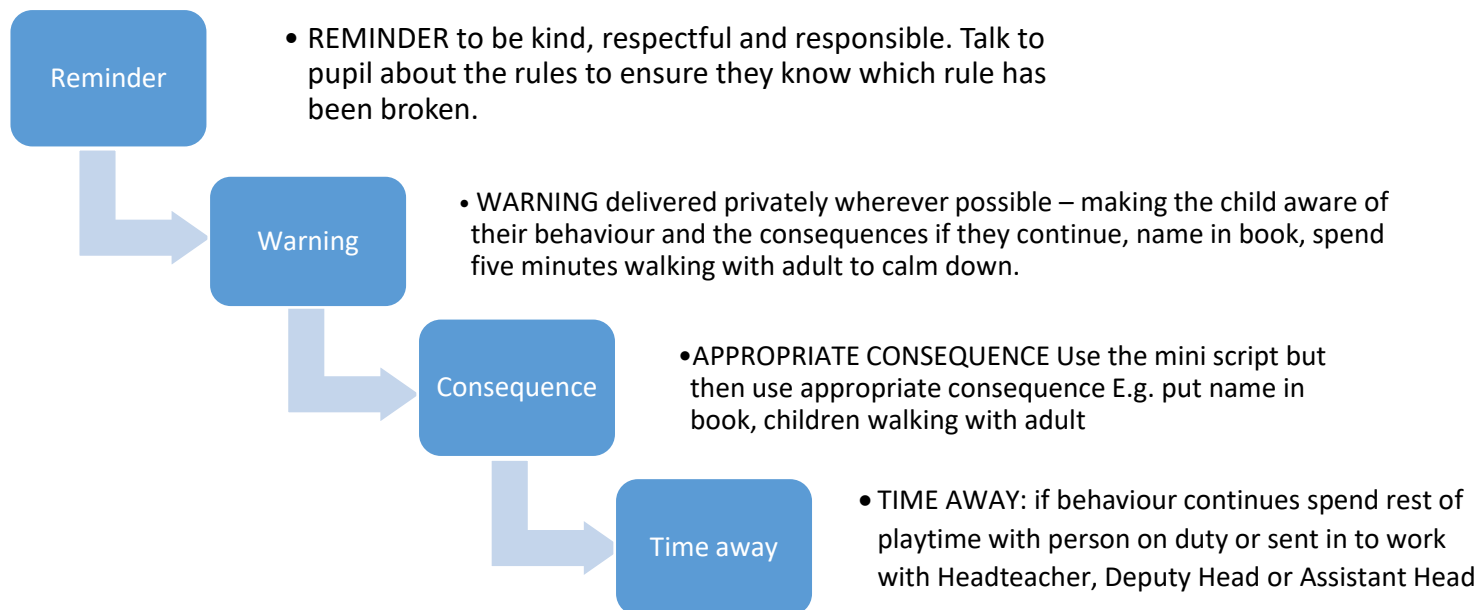 Reminder
• REMINDER to be kind, respectful and responsible. Talk to
pupil about the rules to ensure they know which rule has
been broken.
Warning
• WARNING delivered privately wherever possible – making the child aware of
their behaviour and the consequences if they continue, name in book, spend
five minutes walking with adult to calm down.
Consequence
•APPROPRIATE CONSEQUENCE Use the mini script but
then use appropriate consequence E.g. put name in
book, children walking with adult
Time away
• TIME AWAY: if behaviour continues spend rest of
playtime with person on duty or sent in to work
with Headteacher, Deputy Head or Assistant Head